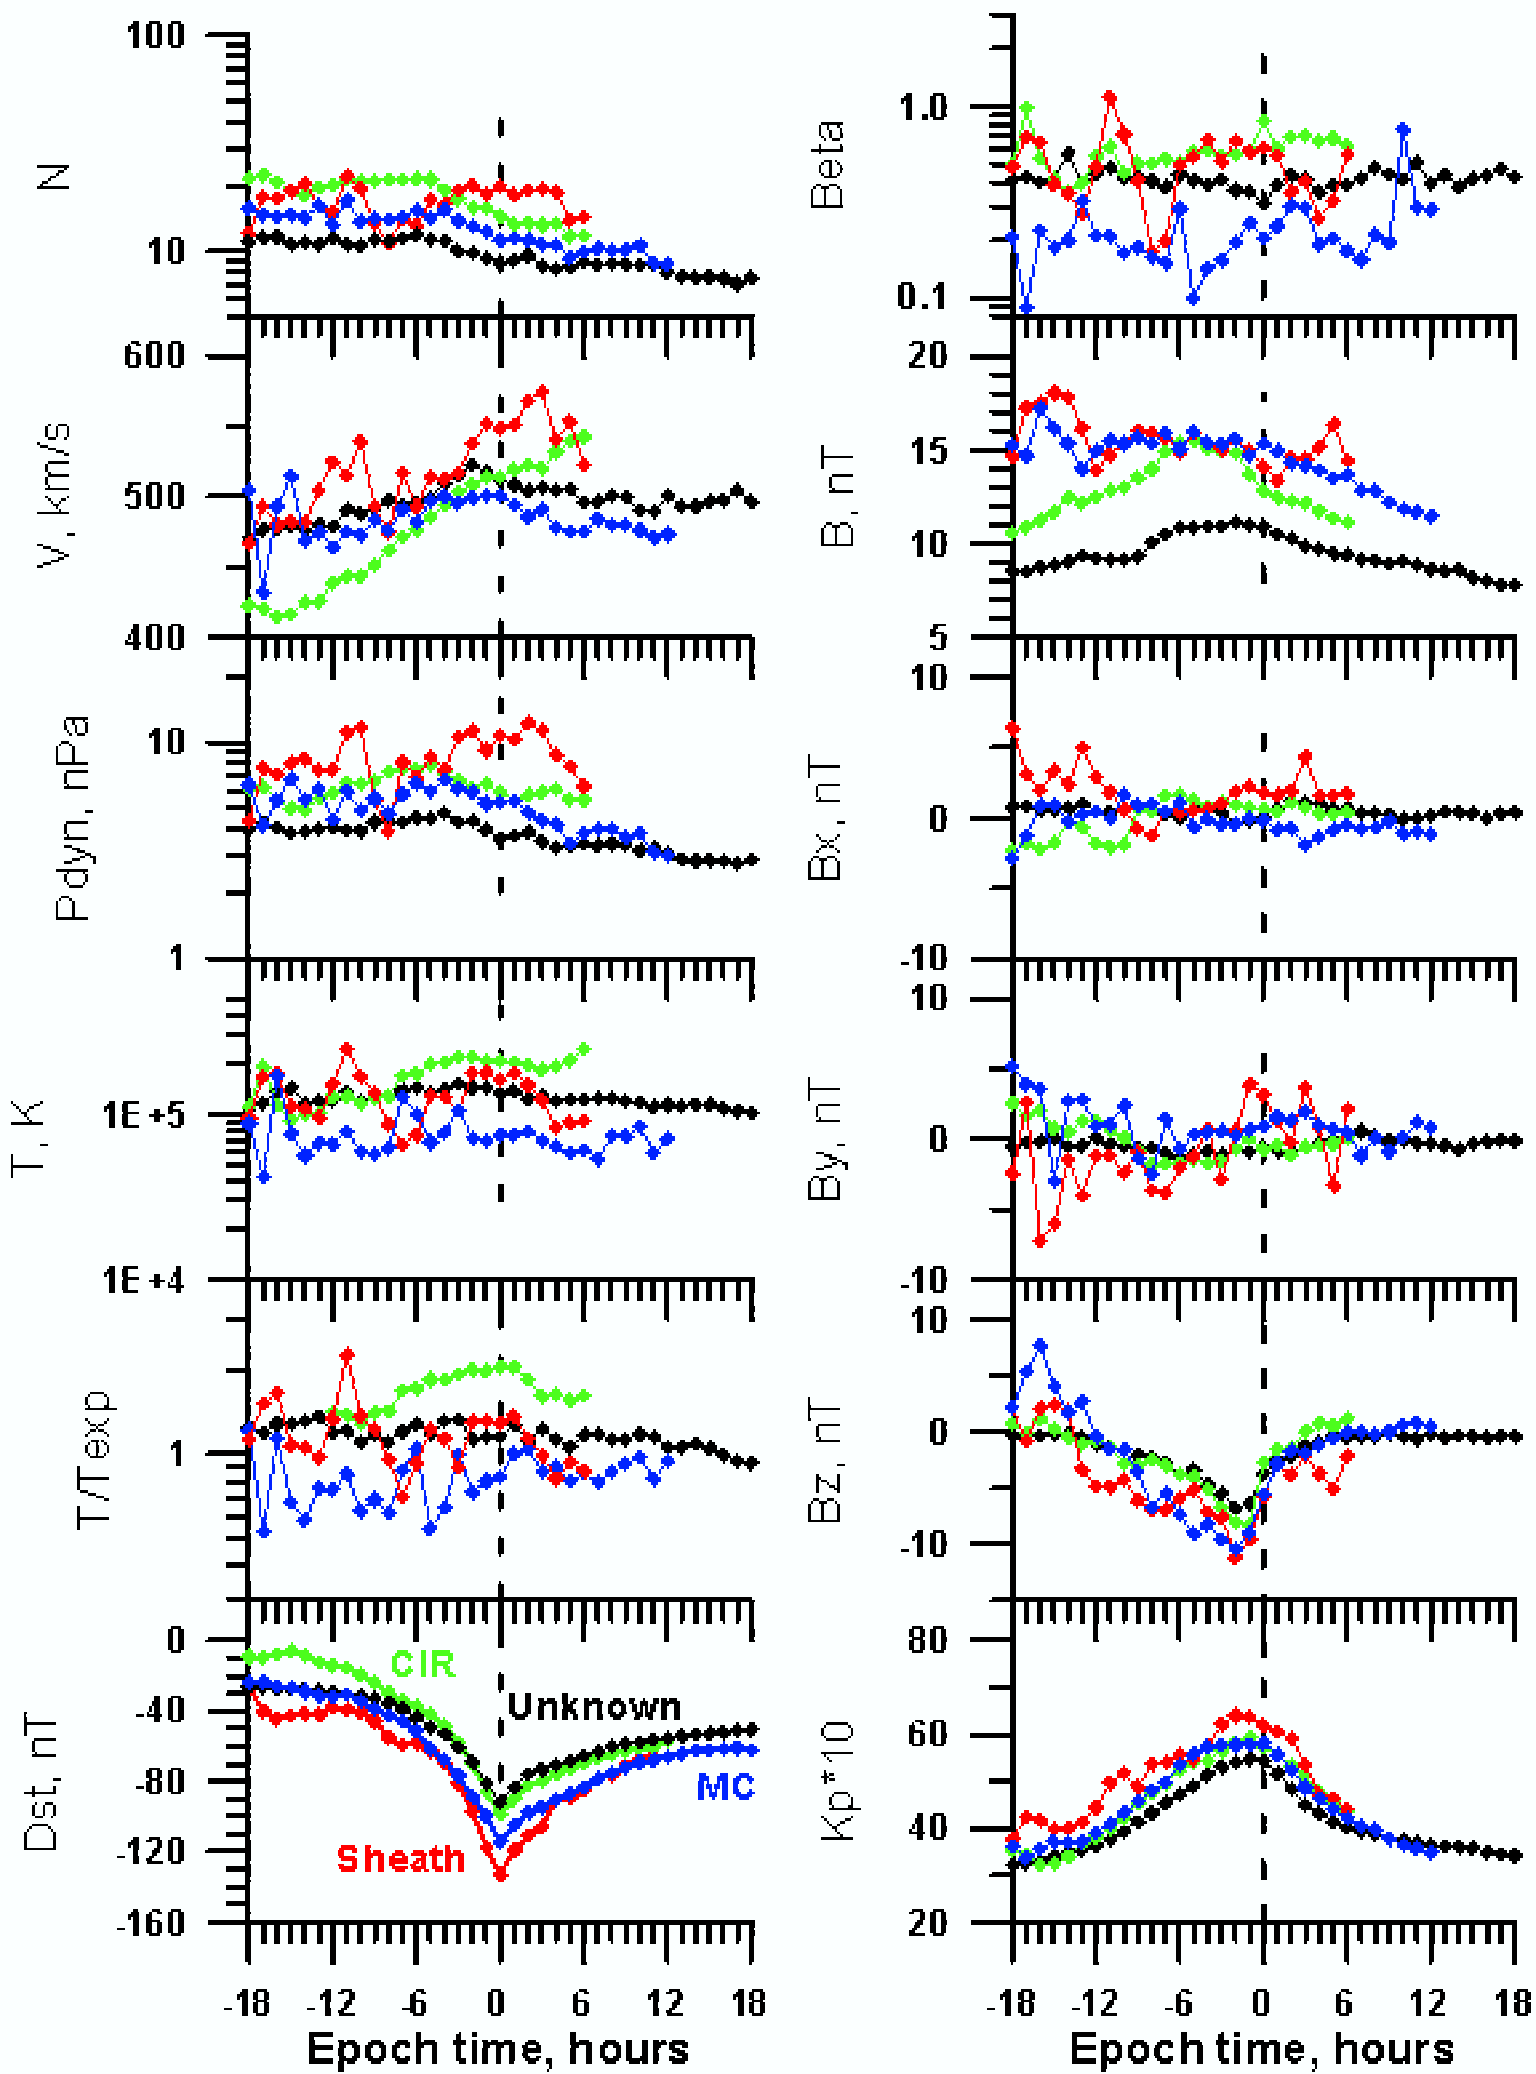 100
N
10
600
V, km/s
500
400
Pdyn, nPa
10
1
T, K
1E+5
1E+4
T/Texp
1
0
CIR
Unknown
-40
Dst, nT
-80
MC
-120
Sheath
-160
-18 -12 -6 0 6 12 18
Epoch time, hours
1.0
Beta
0.1
20
15
B, nT
10
5
10
Bx, nT
0
-10
10
By, nT
0
-10
10
0
Bz, nT
-10
80
60
Kp*10
40
20
-18 -12 -6 0 6 12 18
Epoch time, hours